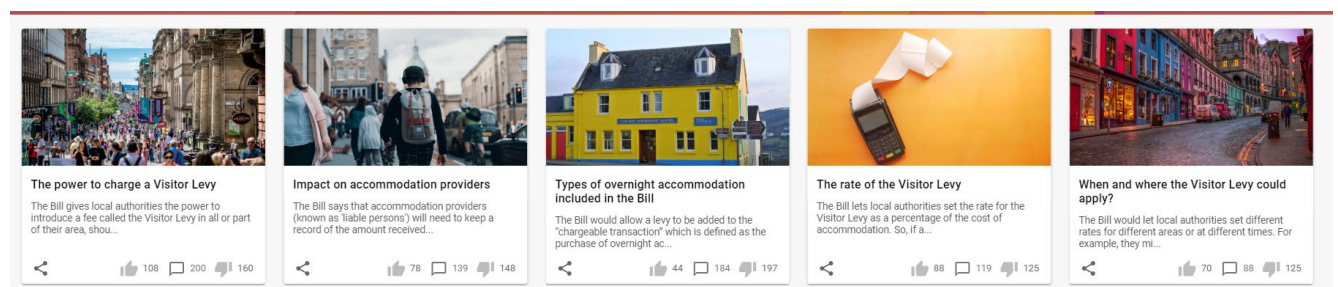 The power to charge a Visitor Levy
The Bill gives local authorities the power to
introduce a fee called the Visitor Levy in all or part
of their area, shou...
108 200 160
Impact on accommodation providers
The Bill says that accommodation providers
(known as 'liable persons') will need to keep a
record of the amount received...
78 139 148
Types of overnight accommodation
included in the Bill
The Bill would allow a levy to be added to the
"chargeable transaction" which is defined as the
purchase of overnight ac...
44 184 197
The rate of the Visitor Levy
The Bill lets local authorities set the rate for the
Visitor Levy as a percentage of the cost of
accommodation. So, if a...
88 119 125
When and where the Visitor Levy could
apply?
The Bill would let local authorities set different
rates for different areas or at different times. For
example, they mi...
70 88 125